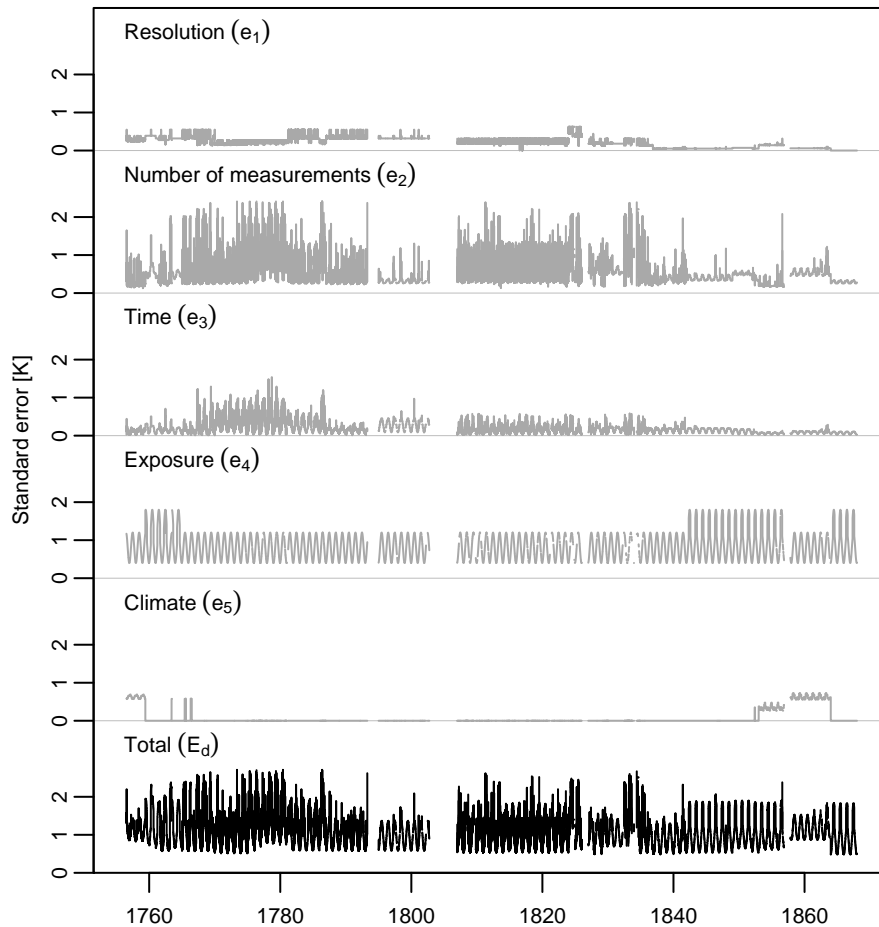 Resolution (e₁)
0 1 2
Number of measurements (e₂)
0 1 2
Time (e₃)
0 1 2
Standard error [K]
Exposure (e₄)
0 1 2
Climate (e₅)
0 1 2
Total (E_d)
0 1 2
1760 1780 1800 1820 1840 1860